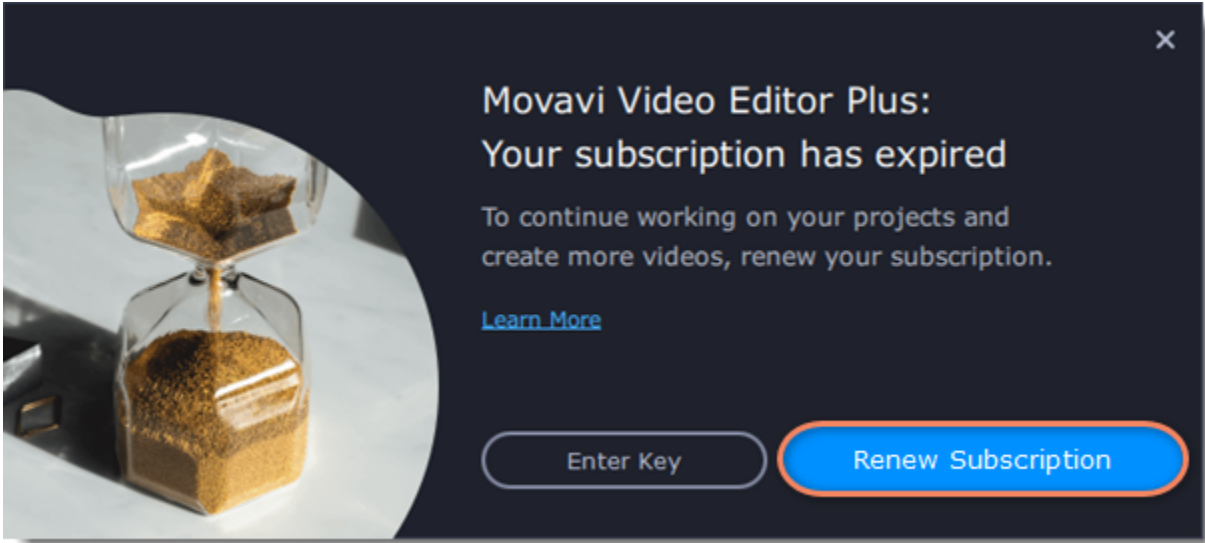 Movavi Video Editor Plus:
Your subscription has expired
To continue working on your projects and
create more videos, renew your subscription.
Learn More
Enter Key
Renew Subscription